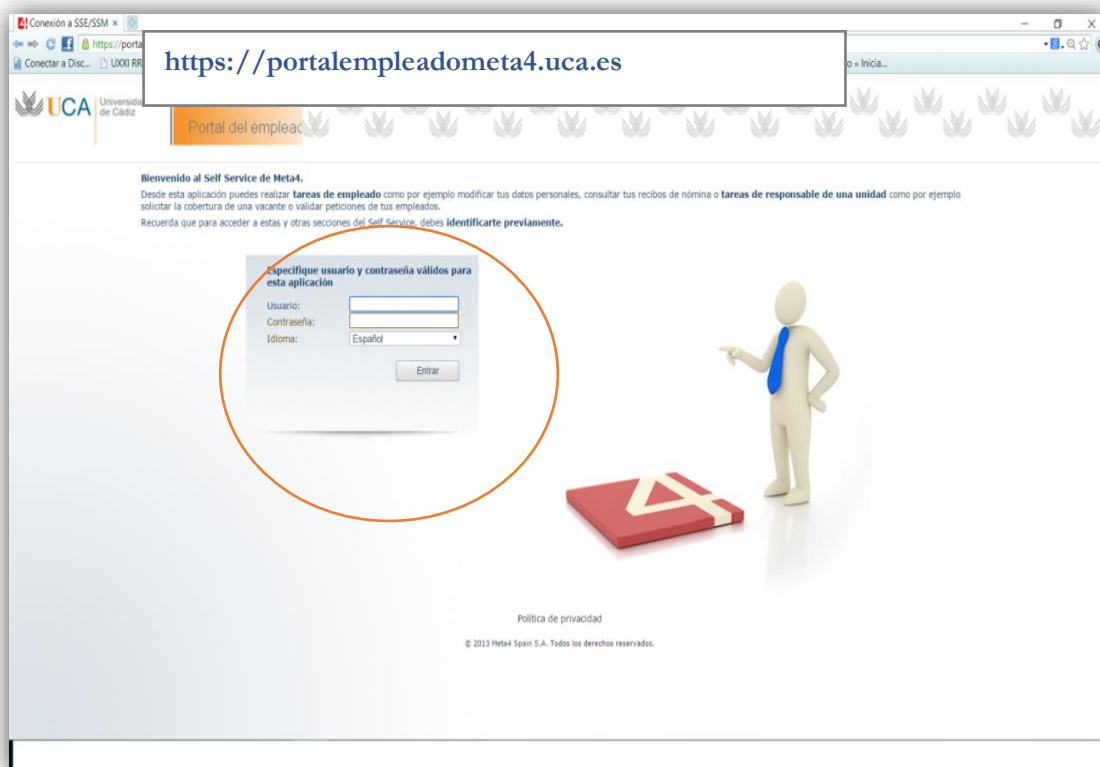 Conexión a SSE/SSM
https://porta
Conectar a Disc...
UXXI RR
o » Inicia...
https://portalempleadometa4.uca.es
UCA
Universida
de Cádiz
Portal del empleac
Bienvenido al Self Service de Meta4.
Desde esta aplicación puedes realizar tareas de empleado como por ejemplo modificar tus datos personales, consultar tus recibos de nómina o tareas de responsable de una unidad como por ejemplo
solicitar la cobertura de una vacante o validar peticiones de tus empleados.
Recuerda que para acceder a estas y otras secciones del Self Service, debes identificarte previamente.
Especifique usuario y contraseña válidos para
esta aplicación
Usuario:
Contraseña:
Idioma: Español
Entrar
4
Política de privacidad
© 2013 Meta4 Spain S.A. Todos los derechos reservados.